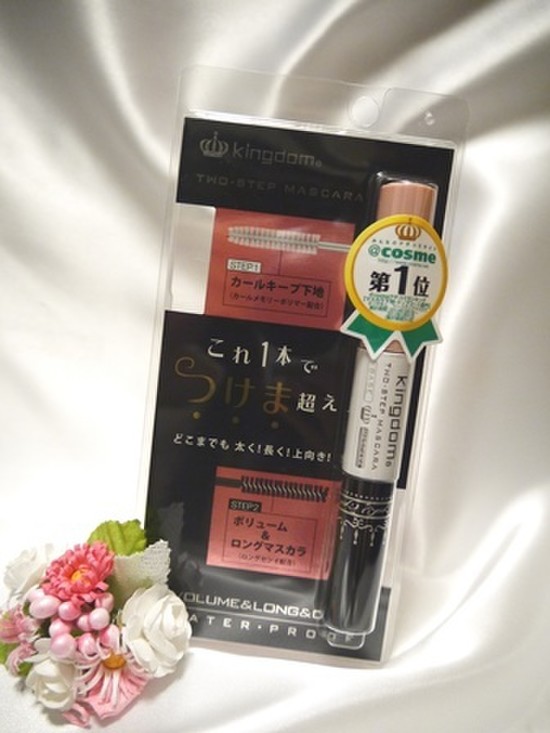 kingdom®
TWO-STEP MASCARA
@cosme
第1位
STEP1
カールキープ下地
(カールメモリーポリマー配合)
これ1本で
つけま超え
どこまでも 太く!長く!上向き!
kingdom®
TWO-STEP MASCARA
STEP2
ボリューム
&
ロングマスカラ
(ロングセンイ配合)
VOLUME&LONG&
WATER・PROOF